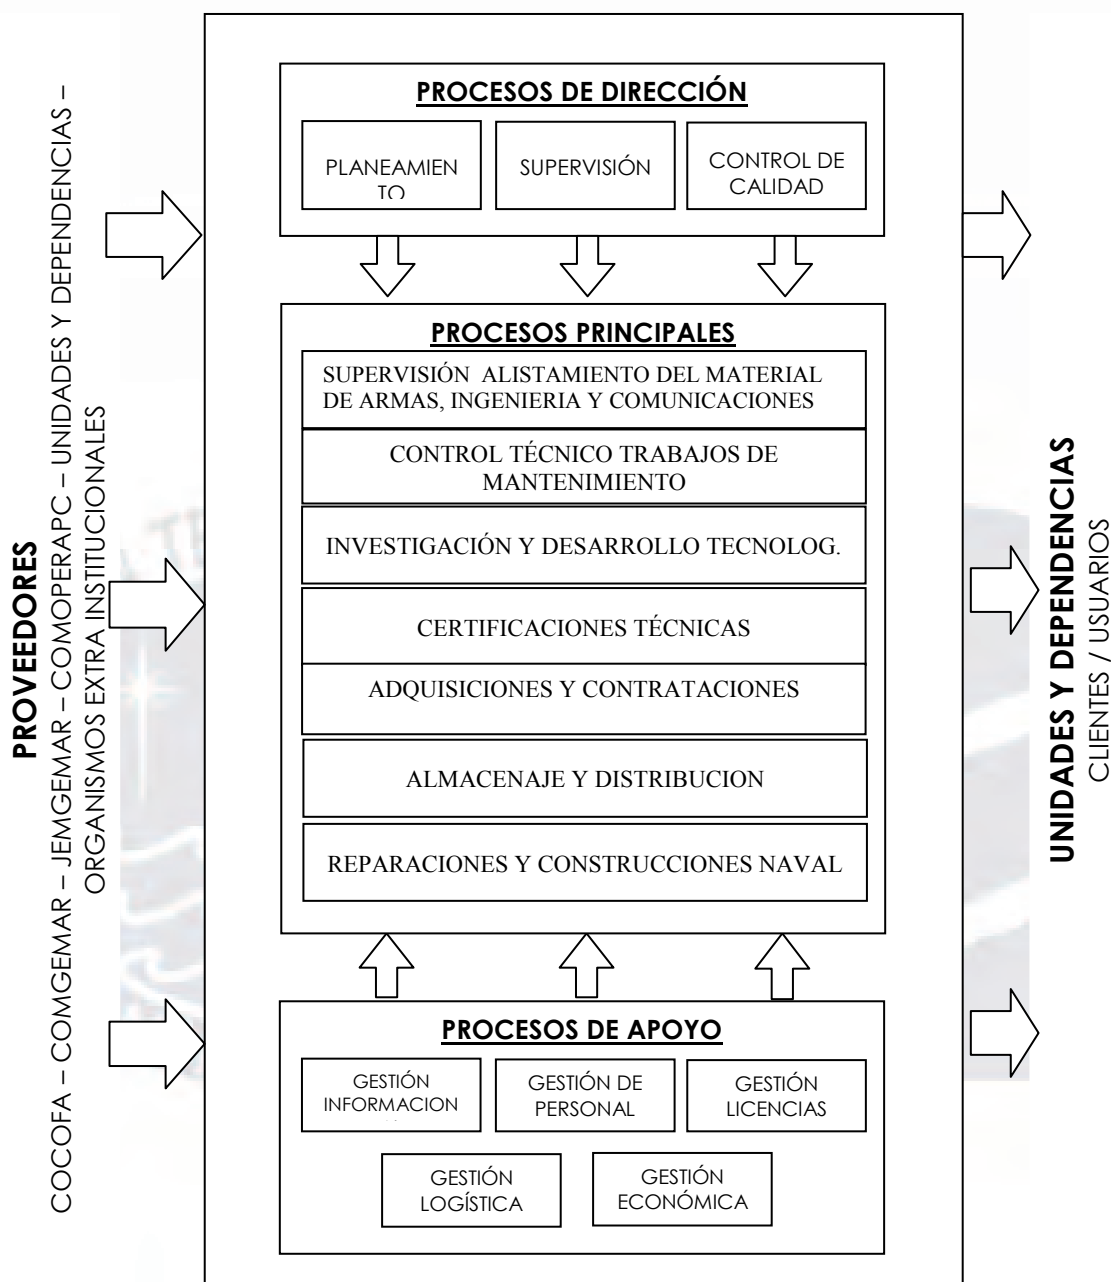 PROCESOS DE DIRECCIÓN
PLANEAMIEN
TO
SUPERVISIÓN
CONTROL DE
CALIDAD
PROVEEDORES
COCOFA – COMGEMAR – JEMGEMAR – COMOPERAPC – UNIDADES Y DEPENDENCIAS –
ORGANISMOS EXTRA INSTITUCIONALES
PROCESOS PRINCIPALES
SUPERVISIÓN ALISTAMIENTO DEL MATERIAL
DE ARMAS, INGENIERIA Y COMUNICACIONES
CONTROL TÉCNICO TRABAJOS DE
MANTENIMIENTO
INVESTIGACIÓN Y DESARROLLO TECNOLOG.
CERTIFICACIONES TÉCNICAS
ADQUISICIONES Y CONTRATACIONES
ALMACENAJE Y DISTRIBUCION
REPARACIONES Y CONSTRUCCIONES NAVAL
UNIDADES Y DEPENDENCIAS
CLIENTES / USUARIOS
PROCESOS DE APOYO
GESTIÓN
INFORMACION
GESTIÓN DE
PERSONAL
GESTIÓN
LICENCIAS
GESTIÓN
LOGÍSTICA
GESTIÓN
ECONÓMICA